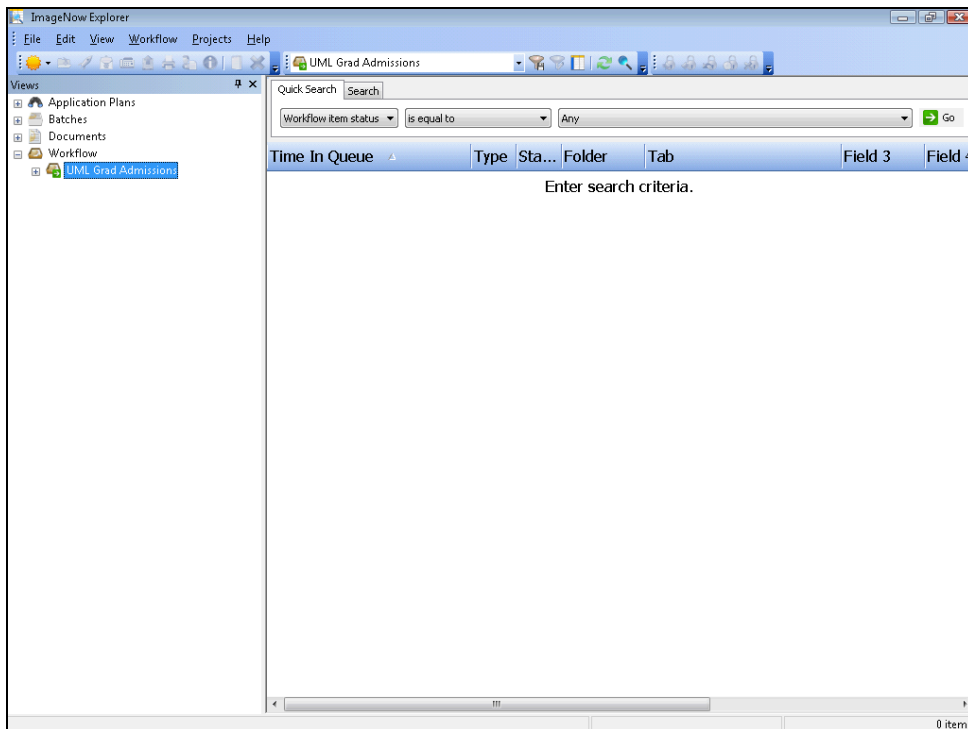 ImageNow Explorer
File Edit View Workflow Projects Help
UML Grad Admissions
Views
Quick Search Search
Application Plans
Batches
Documents
Workflow
UML Grad Admissions
Workflow item status is equal to Any Go
Time In Queue Type Sta... Folder Tab Field 3 Field 4
Enter search criteria.
0 item